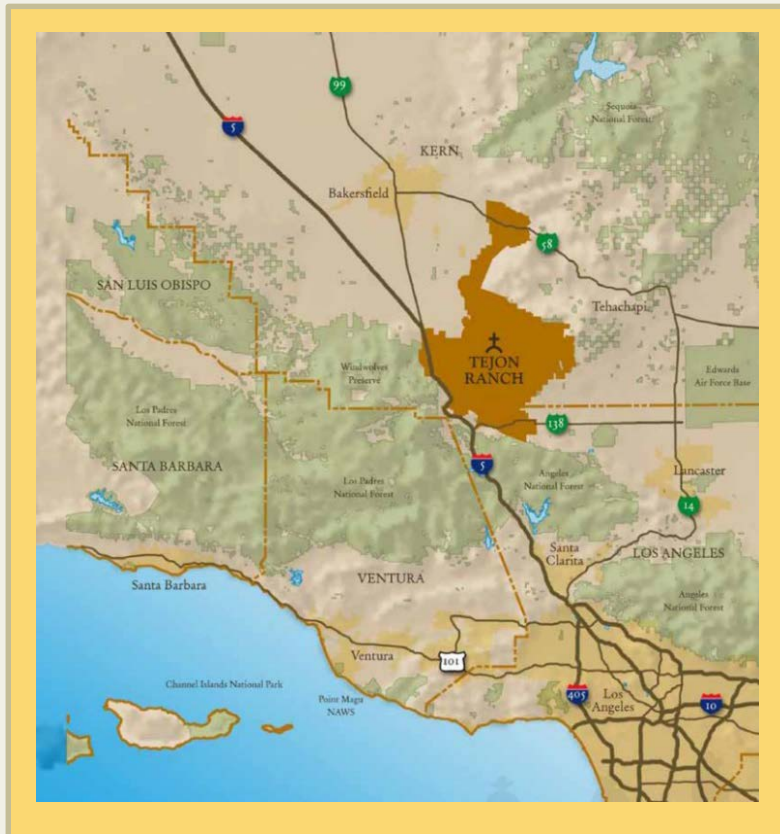 99
5
Sequoia
National Forest
KERN
Bakersfield
58
SAN LUIS OBISPO
Tehachapi
TEJON
RANCH
Windwolves
Preserve
Edwards
Air Force Base
Los Padres
National Forest
138
SANTA BARBARA
5
Lancaster
Angeles
National Forest
Los Padres
National Forest
14
Santa
Clarita
LOS ANGELES
VENTURA
Santa Barbara
Angeles
National Forest
Ventura
101
Channel Islands National Park
405
Los
Angeles
10
Point Magu
NAWS